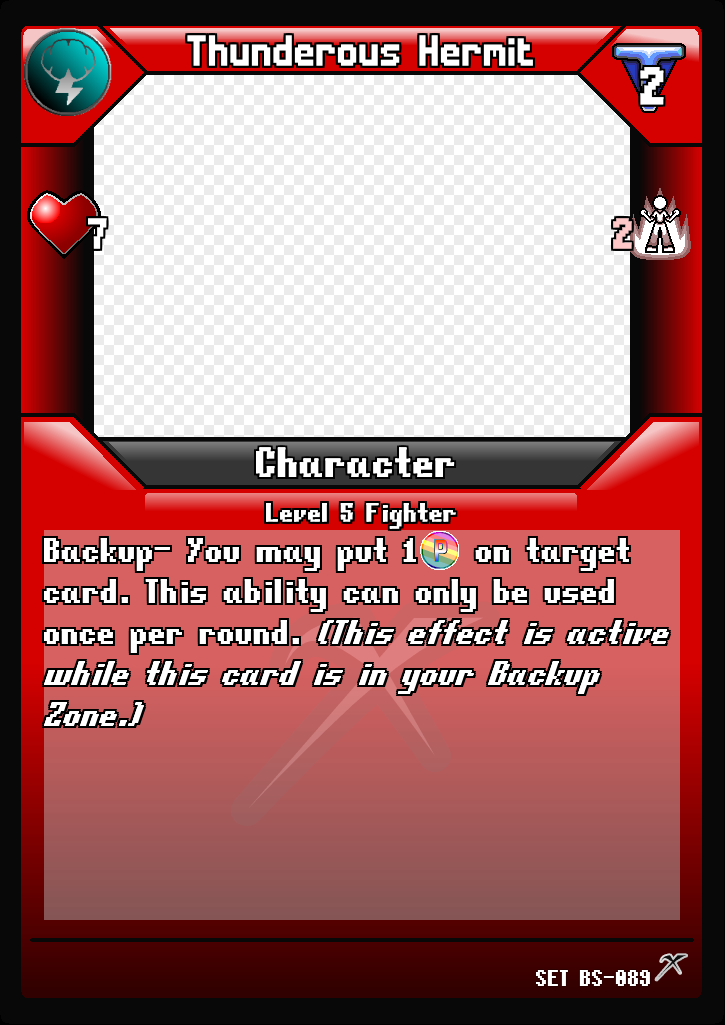 Thunderous Hermit
2
7
2
Character
Level 5 Fighter
Backup- You may put 1 P on target
card. This ability can only be used
once per round. (This effect is active
while this card is in your Backup
Zone.)
SET BS-089